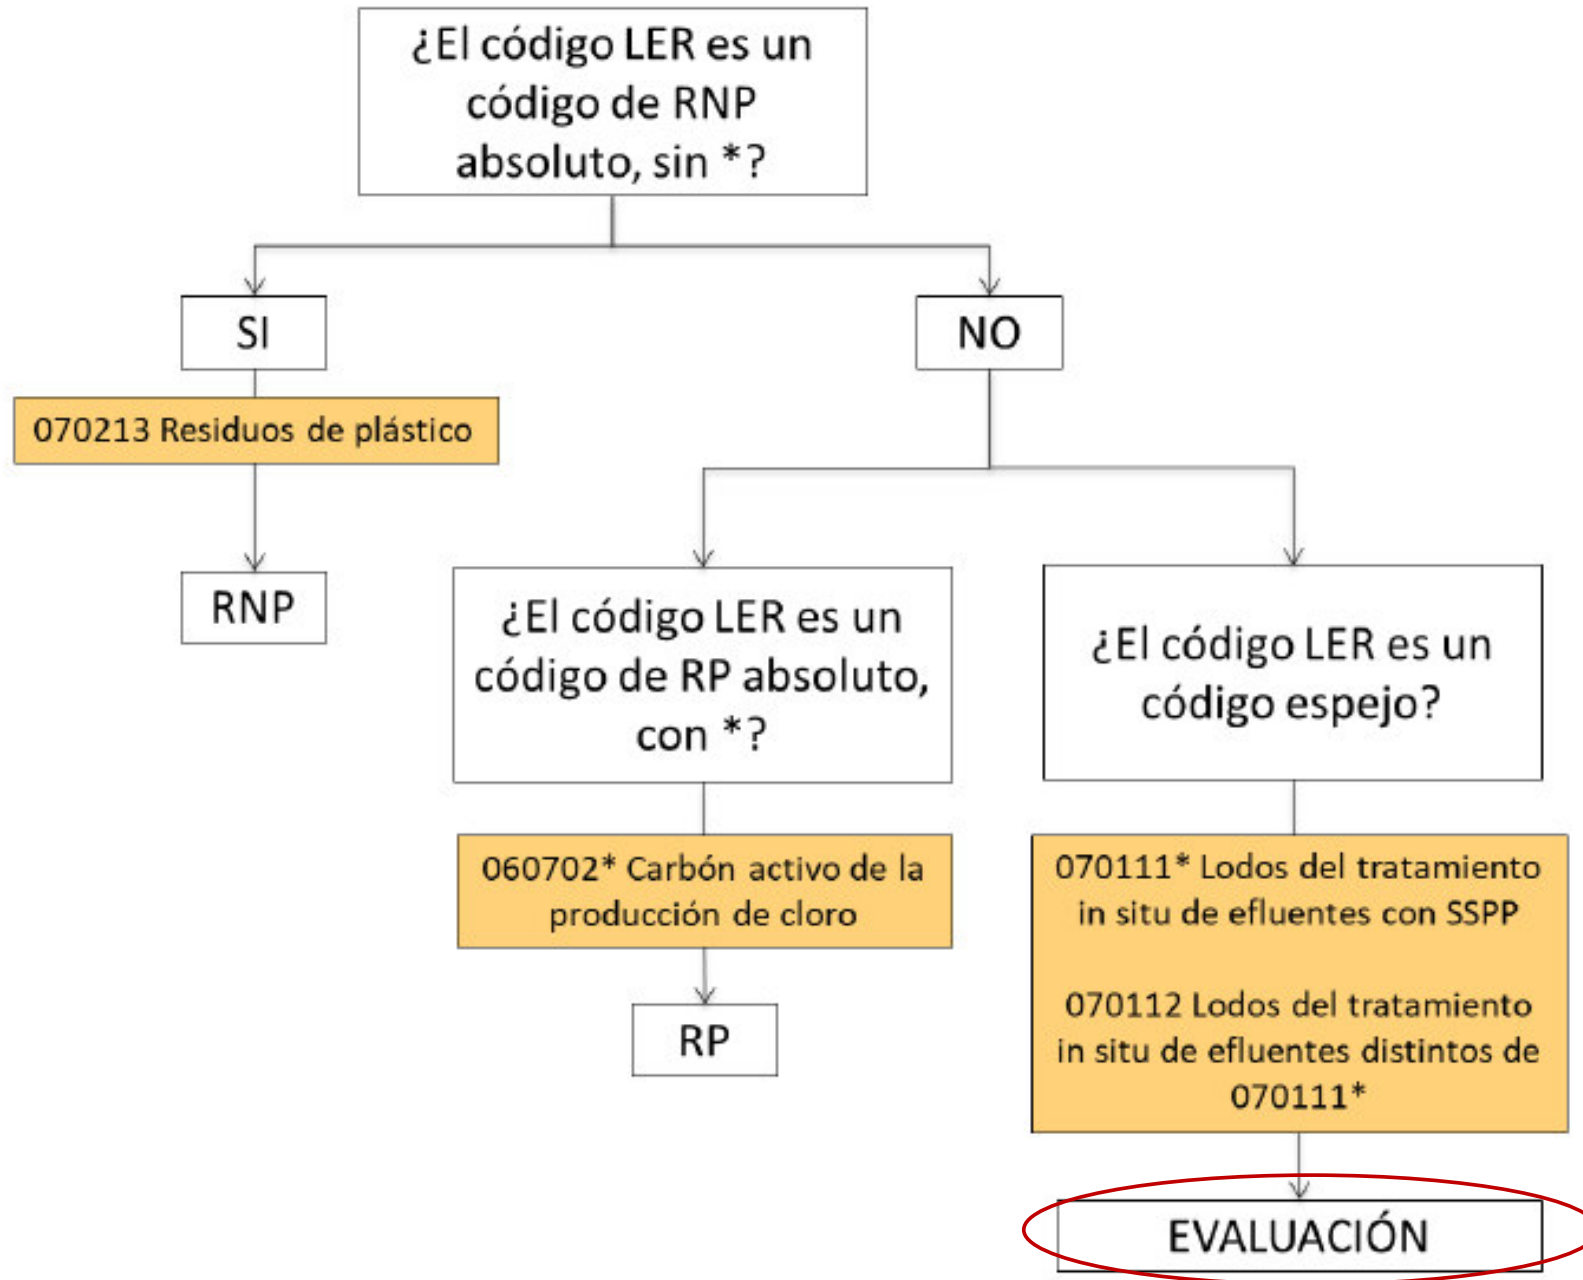 ¿El código LER es un
código de RNP
absoluto, sin *?
SI
NO
070213 Residuos de plástico
RNP
¿El código LER es un
código de RP absoluto,
con *?
¿El código LER es un
código espejo?
060702* Carbón activo de la
producción de cloro
070111* Lodos del tratamiento
in situ de efluentes con SSPP
070112 Lodos del tratamiento
in situ de efluentes distintos de
070111*
RP
EVALUACIÓN